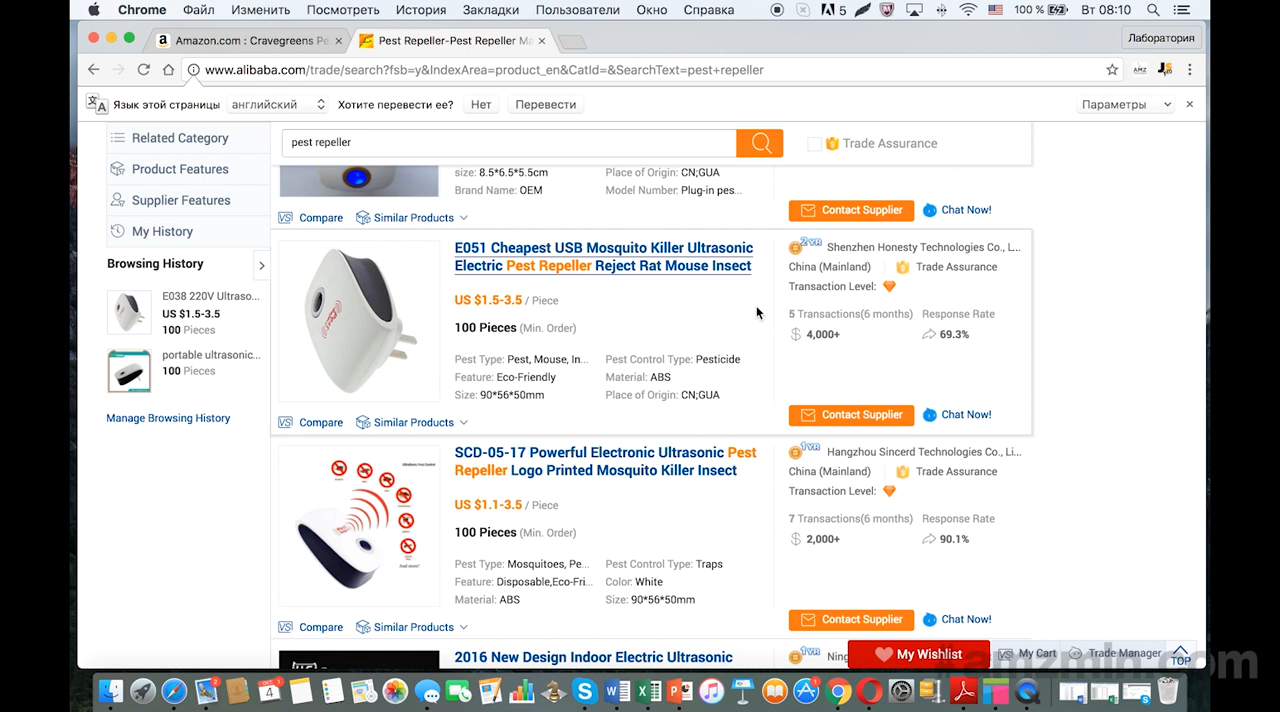 Chrome Файл Изменить Посмотреть История Закладки Пользователи Окно Справка 5 100 % Вт 08:10
Amazon.com : Cravegreens Pe × Pest Repeller-Pest Repeller Ma × Лаборатория
www.alibaba.com/trade/search?fsb=y&IndexArea=product_en&CatId=&SearchText=pest+repeller
Язык этой страницы английский Хотите перевести ее? Нет Перевести Параметры ×
Related Category
pest repeller Trade Assurance
Product Features
size: 8.5*6.5*5.5cm Place of Origin: CN;GUA
Brand Name: OEM Model Number: Plug-in pes...
Supplier Features
Contact Supplier Chat Now!
Compare Similar Products
My History
E051 Cheapest USB Mosquito Killer Ultrasonic
Electric Pest Repeller Reject Rat Mouse Insect
2YR Shenzhen Honesty Technologies Co., L...
China (Mainland) Trade Assurance
Transaction Level:
Browsing History
E038 220V Ultraso...
US $1.5-3.5
100 Pieces
US $1.5-3.5 / Piece
100 Pieces (Min. Order)
5 Transactions(6 months) Response Rate
4,000+ 69.3%
portable ultrasonic...
100 Pieces
Pest Type: Pest, Mouse, In... Pest Control Type: Pesticide
Feature: Eco-Friendly Material: ABS
Size: 90*56*50mm Place of Origin: CN;GUA
Manage Browsing History
Contact Supplier Chat Now!
Compare Similar Products
SCD-05-17 Powerful Electronic Ultrasonic Pest
Repeller Logo Printed Mosquito Killer Insect
1YR Hangzhou Sincerd Technologies Co., Li...
China (Mainland) Trade Assurance
Transaction Level:
US $1.1-3.5 / Piece
100 Pieces (Min. Order)
7 Transactions(6 months) Response Rate
2,000+ 90.1%
And more!
Pest Type: Mosquitoes, Pe... Pest Control Type: Traps
Feature: Disposable,Eco-Fri... Color: White
Material: ABS Size: 90*56*50mm
Contact Supplier Chat Now!
Compare Similar Products
2016 New Design Indoor Electric Ultrasonic
1YR Ning
My Wishlist My Cart Trade Manager TOP